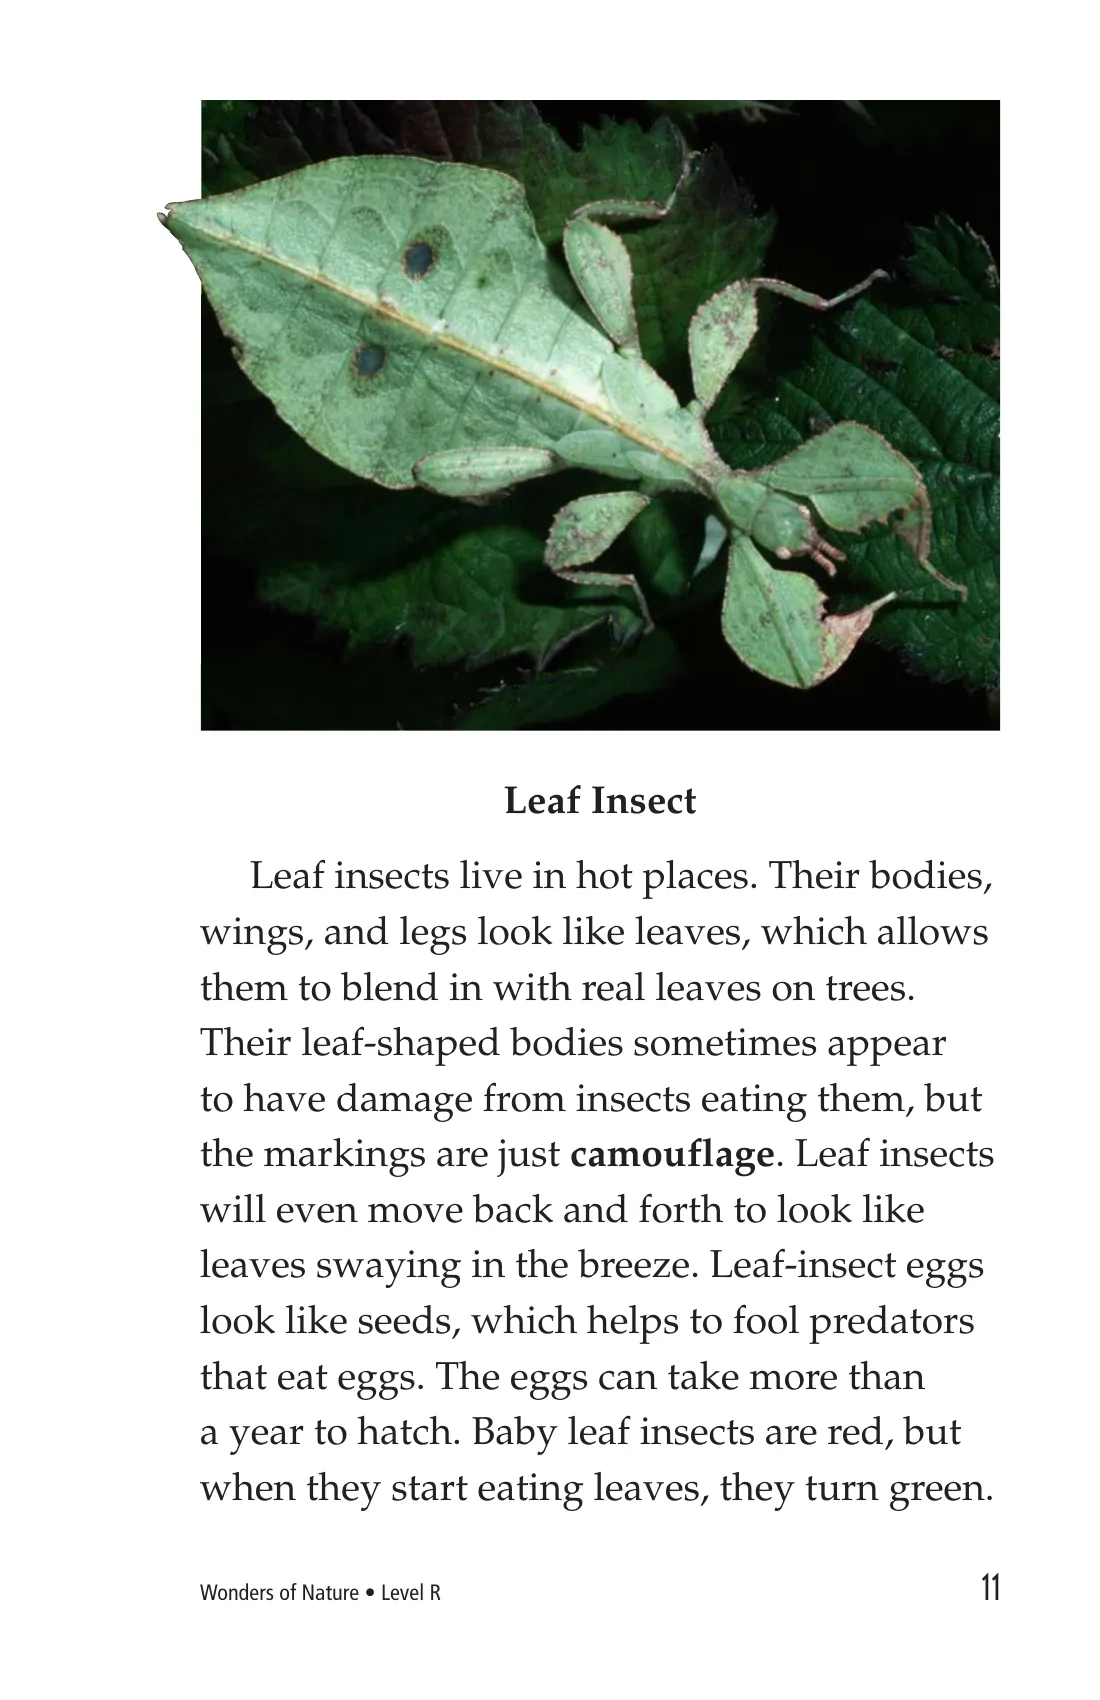 Leaf Insect
Leaf insects live in hot places. Their bodies,
wings, and legs look like leaves, which allows
them to blend in with real leaves on trees.
Their leaf-shaped bodies sometimes appear
to have damage from insects eating them, but
the markings are just camouflage. Leaf insects
will even move back and forth to look like
leaves swaying in the breeze. Leaf-insect eggs
look like seeds, which helps to fool predators
that eat eggs. The eggs can take more than
a year to hatch. Baby leaf insects are red, but
when they start eating leaves, they turn green.
Wonders of Nature • Level R 11